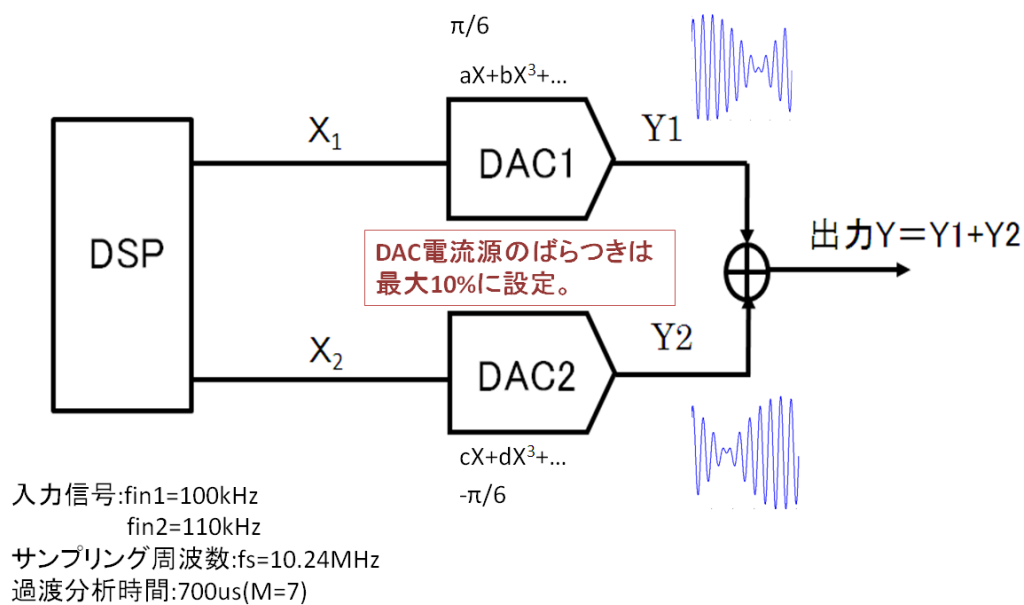 π/6
aX+bX³+...
X₁
DAC1
Y1
DSP
DAC電流源のばらつきは
最大10%に設定。
出力Y=Y1+Y2
X₂
DAC2
Y2
cX+dX³+...
-π/6
入力信号:fin1=100kHz
fin2=110kHz
サンプリング周波数:fs=10.24MHz
過渡分析時間:700us(M=7)